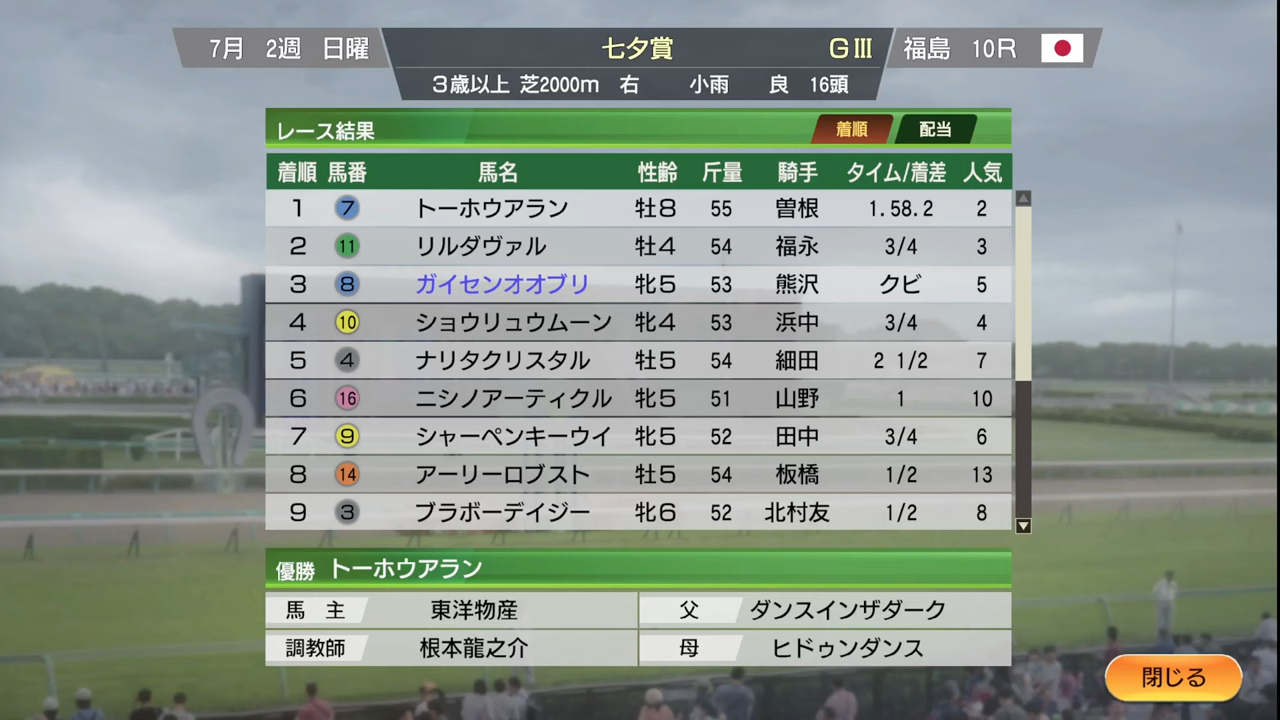 7月 2週 日曜 七夕賞 GⅢ 福島 10R
3歳以上 芝2000m 右 小雨 良 16頭
レース結果 着順 配当
着順 馬番 馬名 性齢 斤量 騎手 タイム/着差 人気
1 7 トーホウアラン 牡8 55 曽根 1.58.2 2
2 11 リルダヴァル 牡4 54 福永 3/4 3
3 8 ガイセンオオブリ 牝5 53 熊沢 クビ 5
4 10 ショウリュウムーン 牝4 53 浜中 3/4 4
5 4 ナリタクリスタル 牡5 54 細田 2 1/2 7
6 16 ニシノアーティクル 牝5 51 山野 1 10
7 9 シャーペンキーウイ 牝5 52 田中 3/4 6
8 14 アーリーロブスト 牡5 54 板橋 1/2 13
9 3 ブラボーデイジー 牝6 52 北村友 1/2 8
優勝 トーホウアラン
馬主 東洋物産 父 ダンスインザダーク
調教師 根本龍之介 母 ヒドゥンダンス
閉じる